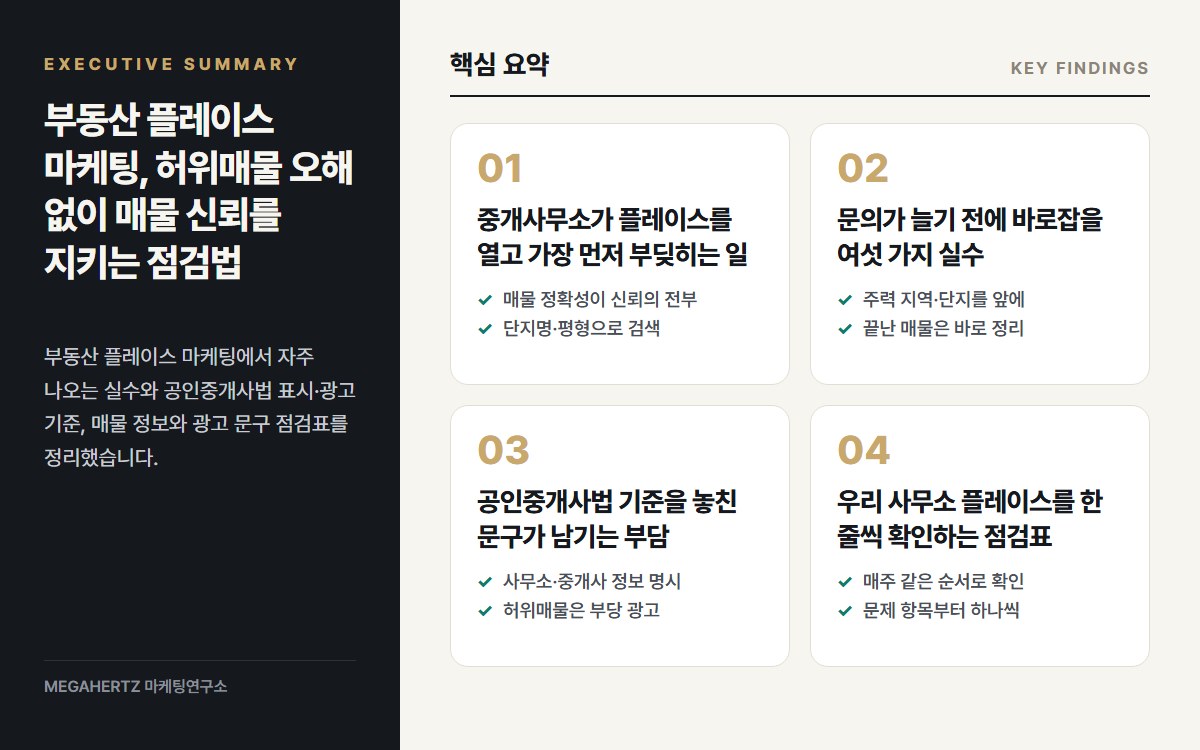 EXECUTIVE SUMMARY
부동산 플레이스
마케팅, 허위매물 오해
없이 매물 신뢰를
지키는 점검법
부동산 플레이스 마케팅에서 자주
나오는 실수와 공인중개사법 표시·광고
기준, 매물 정보와 광고 문구 점검표를
정리했습니다.
MEGAHERTZ 마케팅연구소
핵심 요약
KEY FINDINGS
01
중개사무소가 플레이스를
열고 가장 먼저 부딪히는 일
✓ 매물 정확성이 신뢰의 전부
✓ 단지명·평형으로 검색
02
문의가 늘기 전에 바로잡을
여섯 가지 실수
✓ 주력 지역·단지를 앞에
✓ 끝난 매물은 바로 정리
03
공인중개사법 기준을 놓친
문구가 남기는 부담
✓ 사무소·중개사 정보 명시
✓ 허위매물은 부당 광고
04
우리 사무소 플레이스를 한
줄씩 확인하는 점검표
✓ 매주 같은 순서로 확인
✓ 문제 항목부터 하나씩